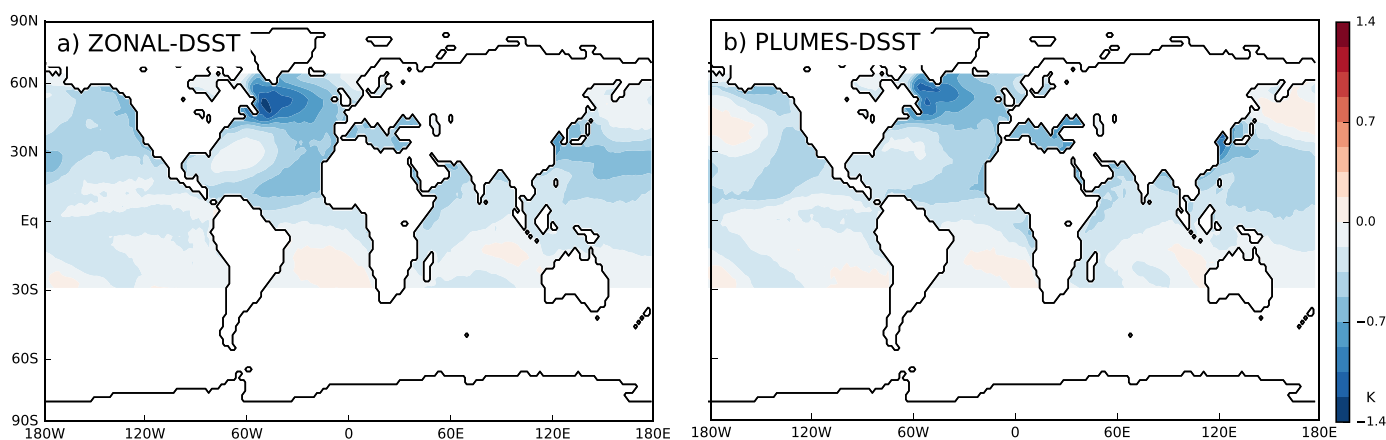 a) ZONAL-DSST
90N
60N
30N
Eq
30S
60S
90S
180W 120W 60W 0 60E 120E 180E
b) PLUMES-DSST
180W 120W 60W 0 60E 120E 180E
1.4
0.7
0.0
−0.7
K
−1.4